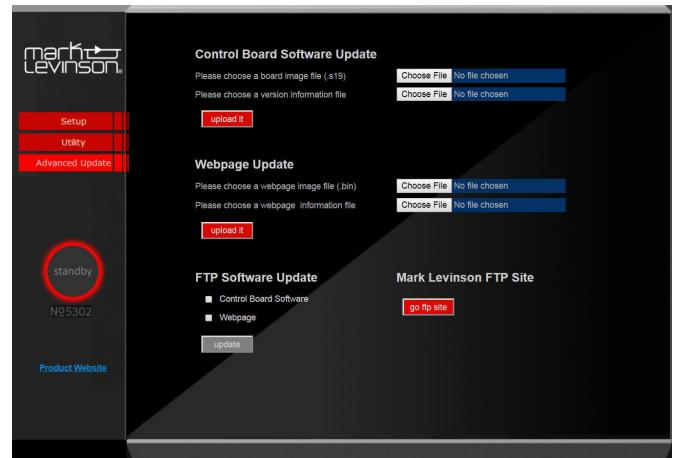 mark
Levinson®
Setup
Utility
Advanced Update
standby
№5302
Product Website
Control Board Software Update
Please choose a board image file (.s19) Choose File No file chosen
Please choose a version information file Choose File No file chosen
upload it
Webpage Update
Please choose a webpage image file (.bin) Choose File No file chosen
Please choose a webpage information file Choose File No file chosen
upload it
FTP Software Update
Control Board Software
Webpage
update
Mark Levinson FTP Site
go ftp site